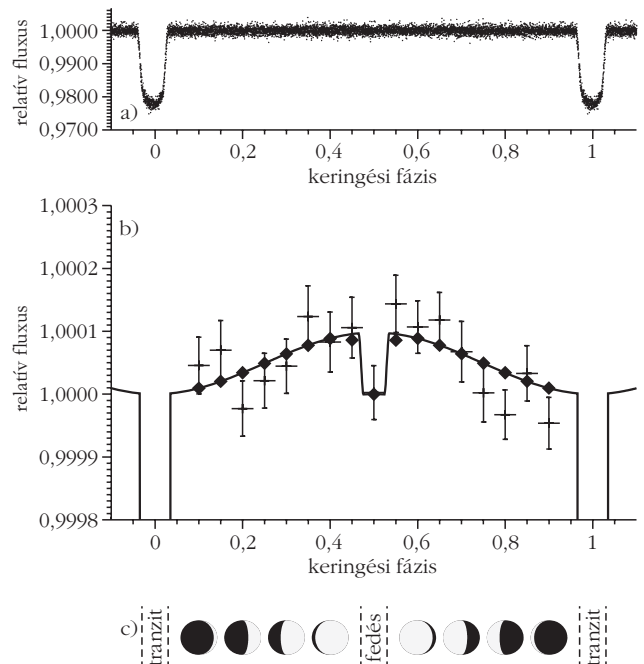 1,0000
0,9900
0,9800
0,9700
relatív fluxus
a)
0 0,2 0,4 0,6 0,8 1
keringési fázis
1,0003
b)
1,0002
1,0001
1,0000
0,9999
0,9998
relatív fluxus
0 0,2 0,4 0,6 0,8 1
keringési fázis
c)
tranzit
fedés
tranzit